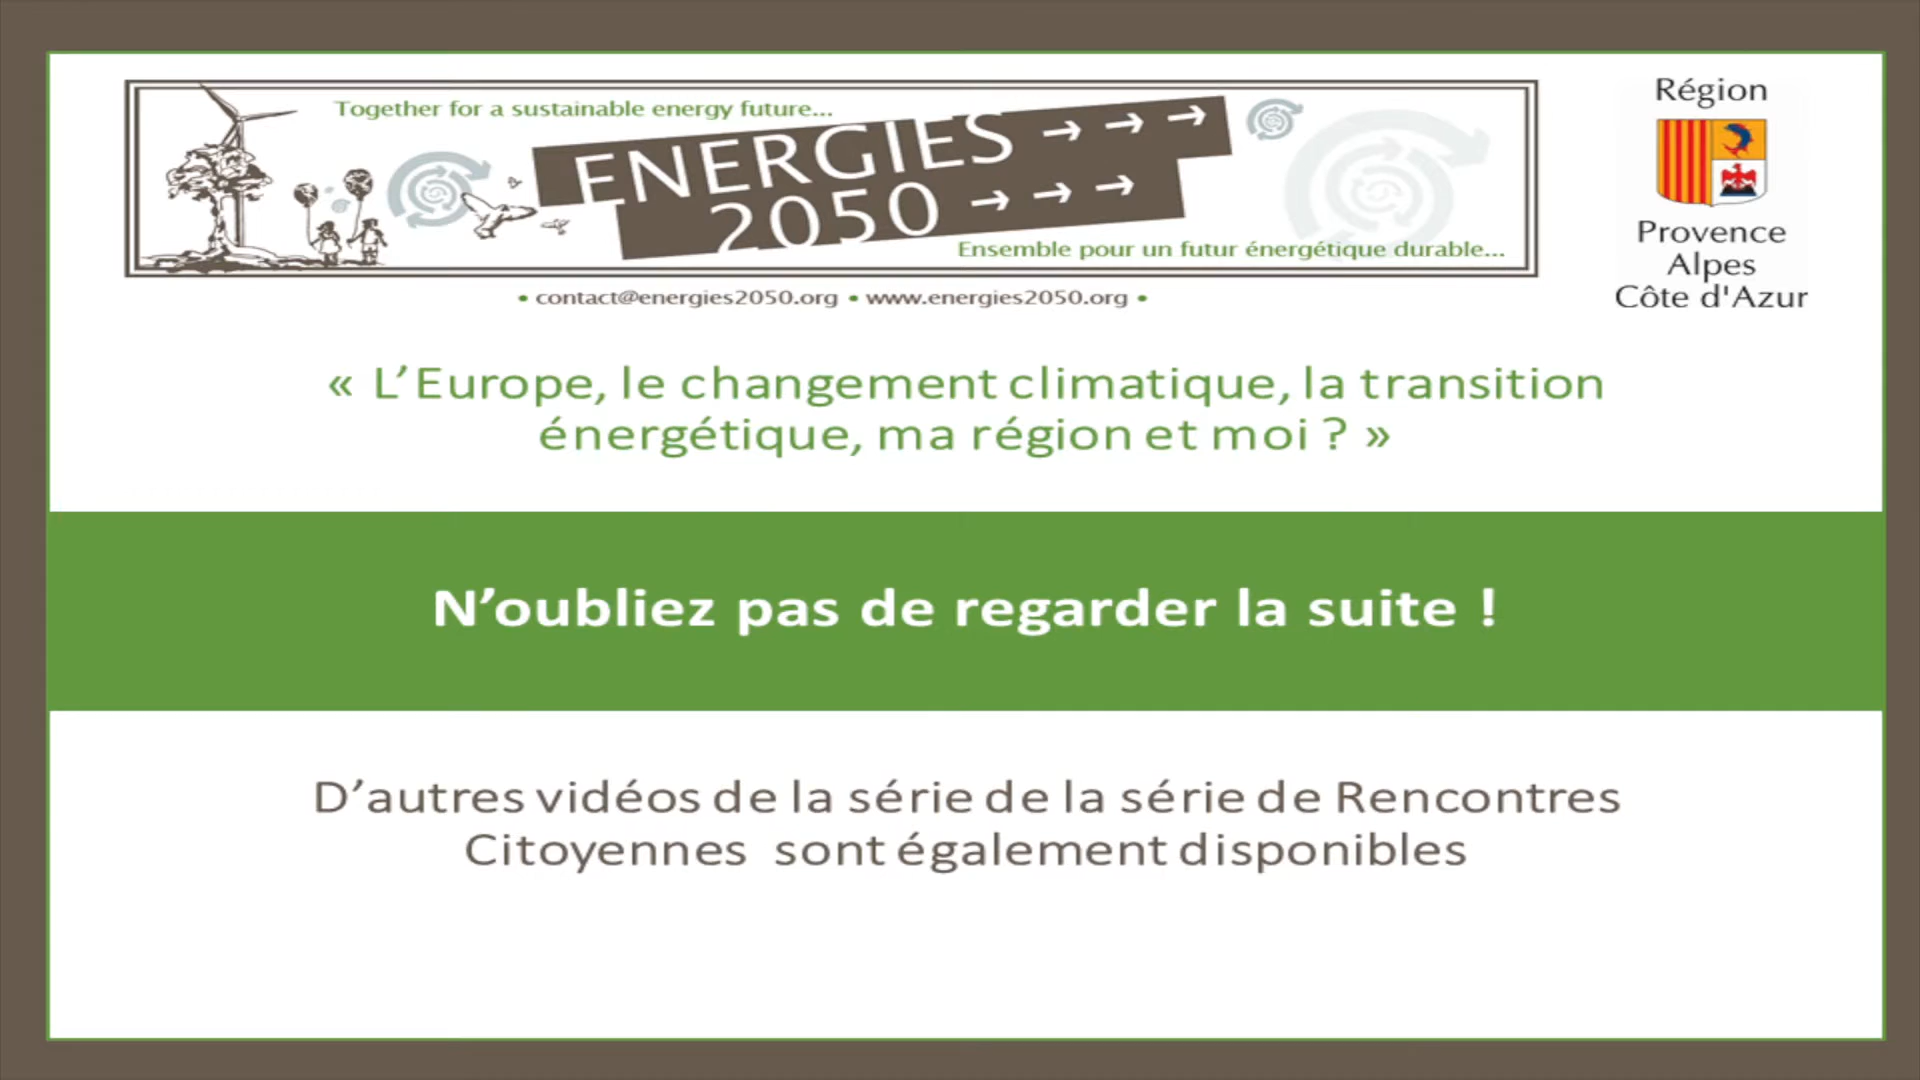 Together for a sustainable energy future...
ENERGIES → → →
2050 → → →
Ensemble pour un futur énergétique durable...
• contact@energies2050.org • www.energies2050.org •
Région
Provence
Alpes
Côte d'Azur
« L’Europe, le changement climatique, la transition
énergétique, ma région et moi ? »
N’oubliez pas de regarder la suite !
D’autres vidéos de la série de la série de Rencontres
Citoyennes sont également disponibles